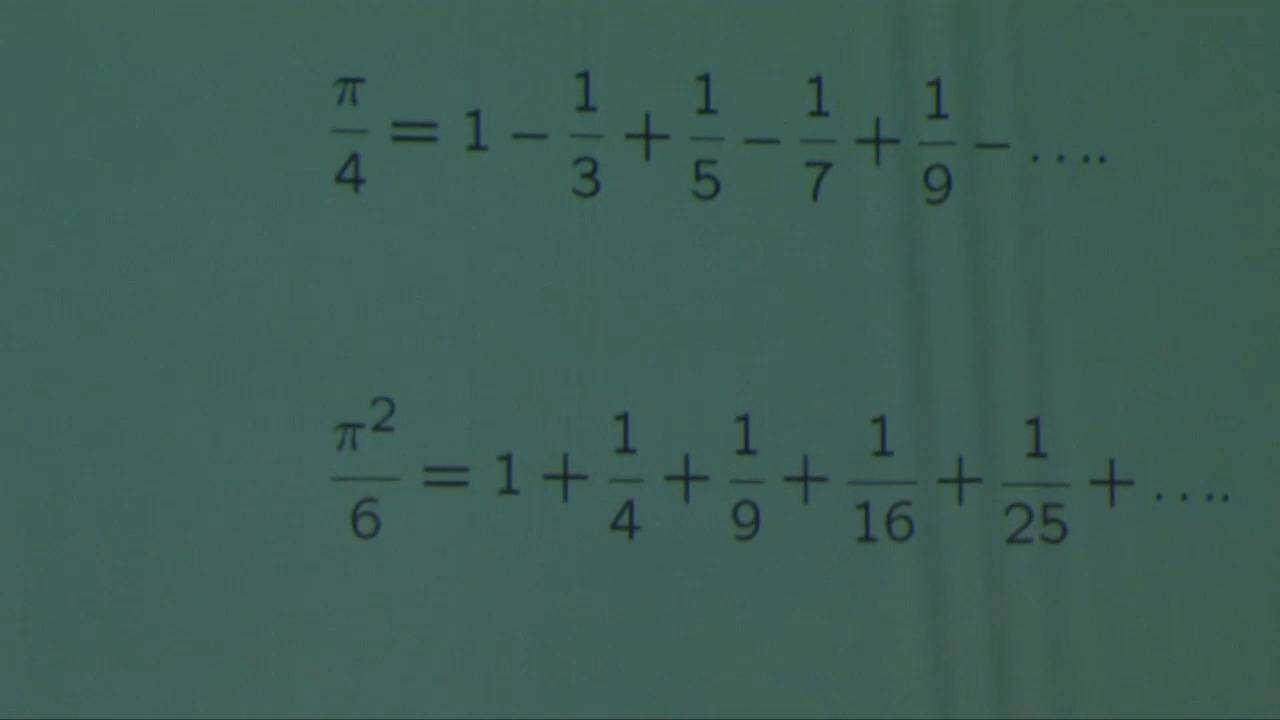 π/4 = 1 − 1/3 + 1/5 − 1/7 + 1/9 − ....
π²/6 = 1 + 1/4 + 1/9 + 1/16 + 1/25 + ....